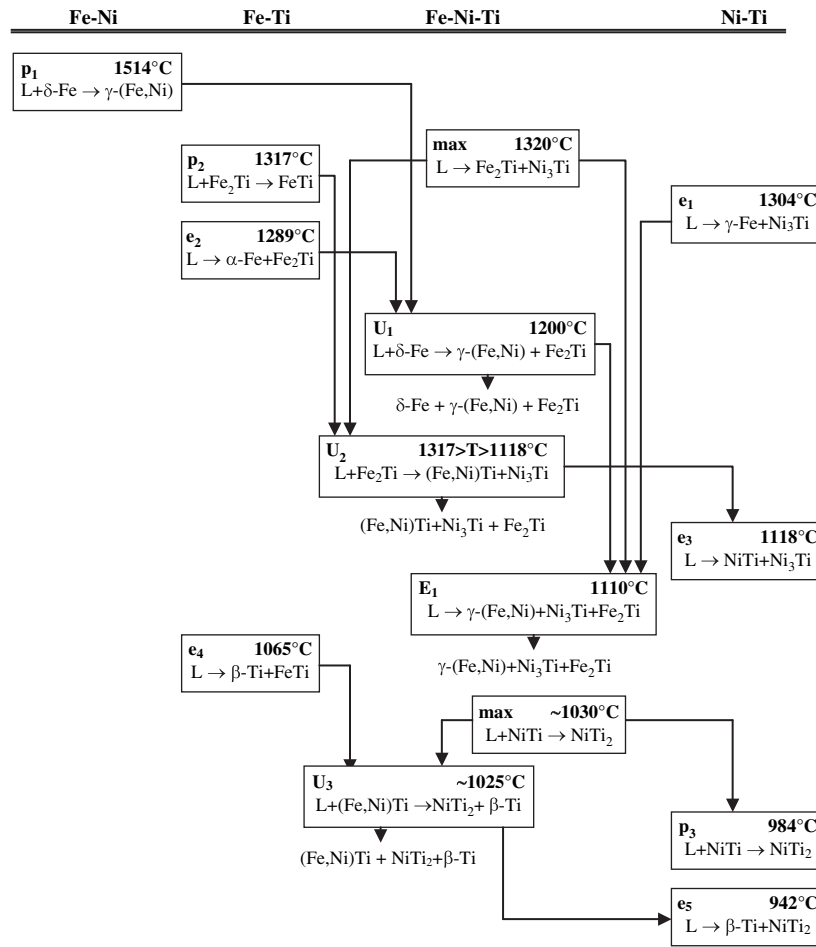 Fe-Ni Fe-Ti Fe-Ni-Ti Ni-Ti
p₁ 1514°C
L+δ-Fe → γ-(Fe,Ni)
max 1320°C
L → Fe₂Ti+Ni₃Ti
p₂ 1317°C
L+Fe₂Ti → FeTi
e₁ 1304°C
L → γ-Fe+Ni₃Ti
e₂ 1289°C
L → α-Fe+Fe₂Ti
U₁ 1200°C
L+δ-Fe → γ-(Fe,Ni) + Fe₂Ti
δ-Fe + γ-(Fe,Ni) + Fe₂Ti
U₂ 1317>T>1118°C
L+Fe₂Ti → (Fe,Ni)Ti+Ni₃Ti
(Fe,Ni)Ti+Ni₃Ti + Fe₂Ti
e₃ 1118°C
L → NiTi+Ni₃Ti
E₁ 1110°C
L → γ-(Fe,Ni)+Ni₃Ti+Fe₂Ti
γ-(Fe,Ni)+Ni₃Ti+Fe₂Ti
e₄ 1065°C
L → β-Ti+FeTi
max ~1030°C
L+NiTi → NiTi₂
U₃ ~1025°C
L+(Fe,Ni)Ti →NiTi₂+ β-Ti
(Fe,Ni)Ti + NiTi₂+β-Ti
p₃ 984°C
L+NiTi → NiTi₂
e₅ 942°C
L → β-Ti+NiTi₂